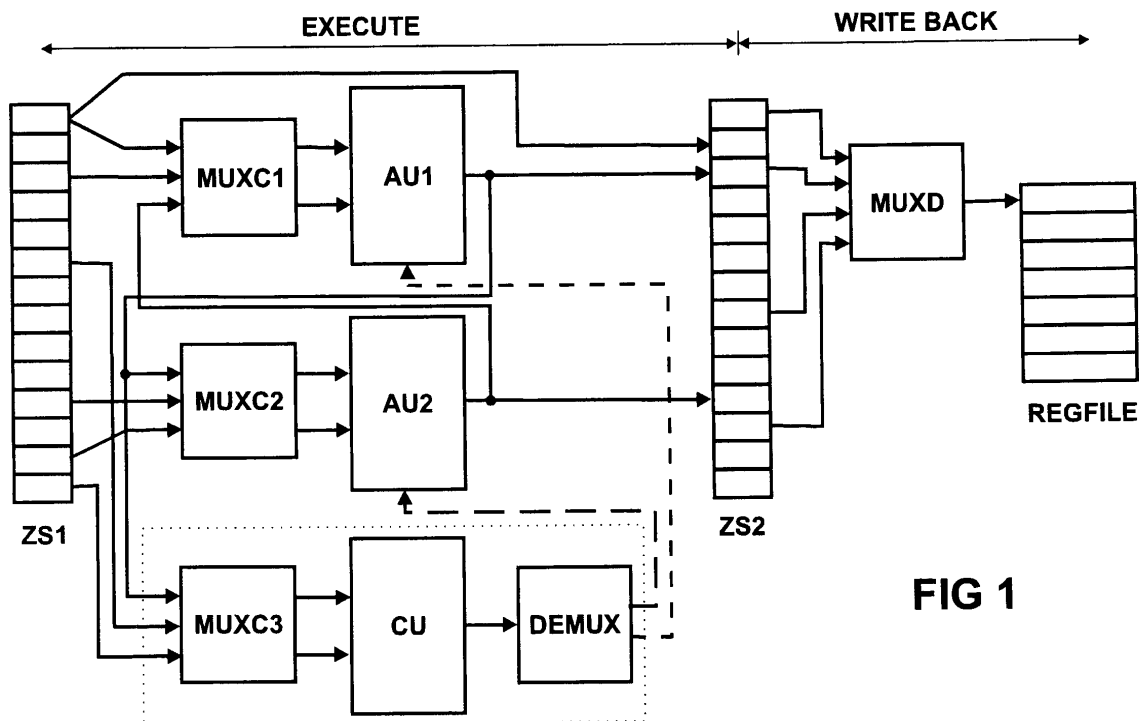 EXECUTE
WRITE BACK
MUXC1
AU1
MUXD
MUXC2
AU2
REGFILE
ZS1
ZS2
MUXC3
CU
DEMUX
FIG 1